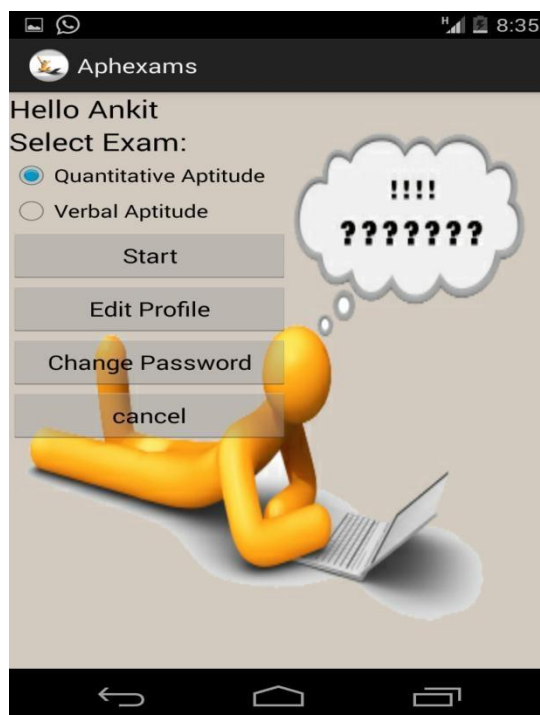 H 8:35
Aphexams
Hello Ankit
Select Exam:
Quantitative Aptitude
Verbal Aptitude
!!!!
???????
Start
Edit Profile
Change Password
cancel